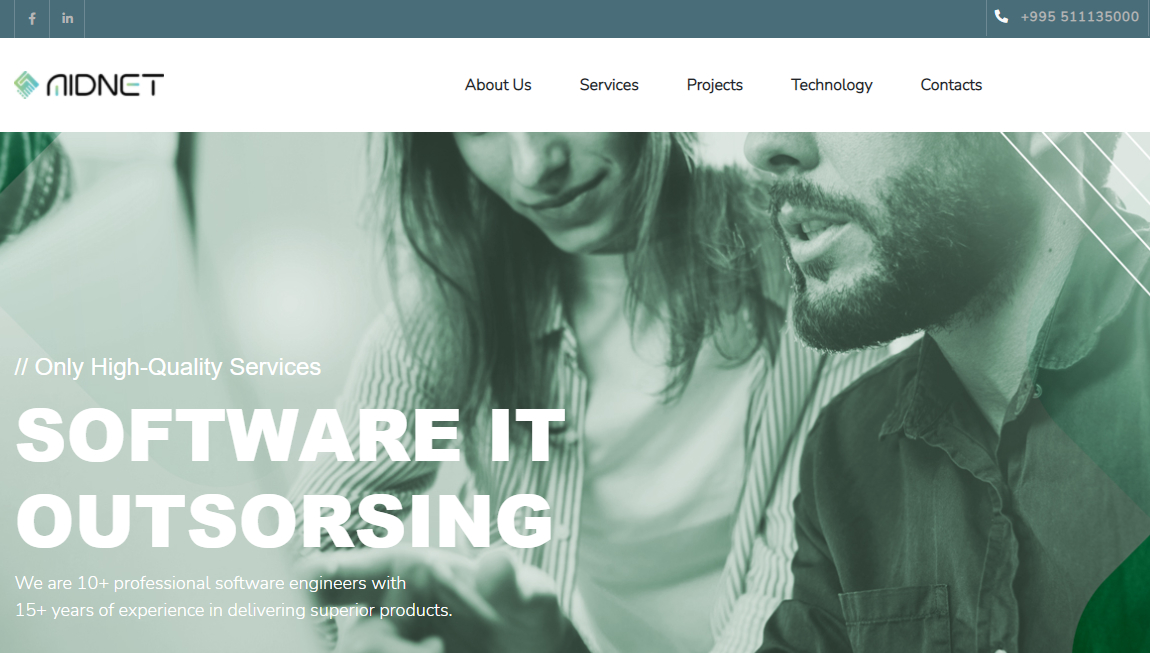 +995 511135000
AIDNET
About Us Services Projects Technology Contacts
// Only High-Quality Services
SOFTWARE IT
OUTSORSING
We are 10+ professional software engineers with
15+ years of experience in delivering superior products.